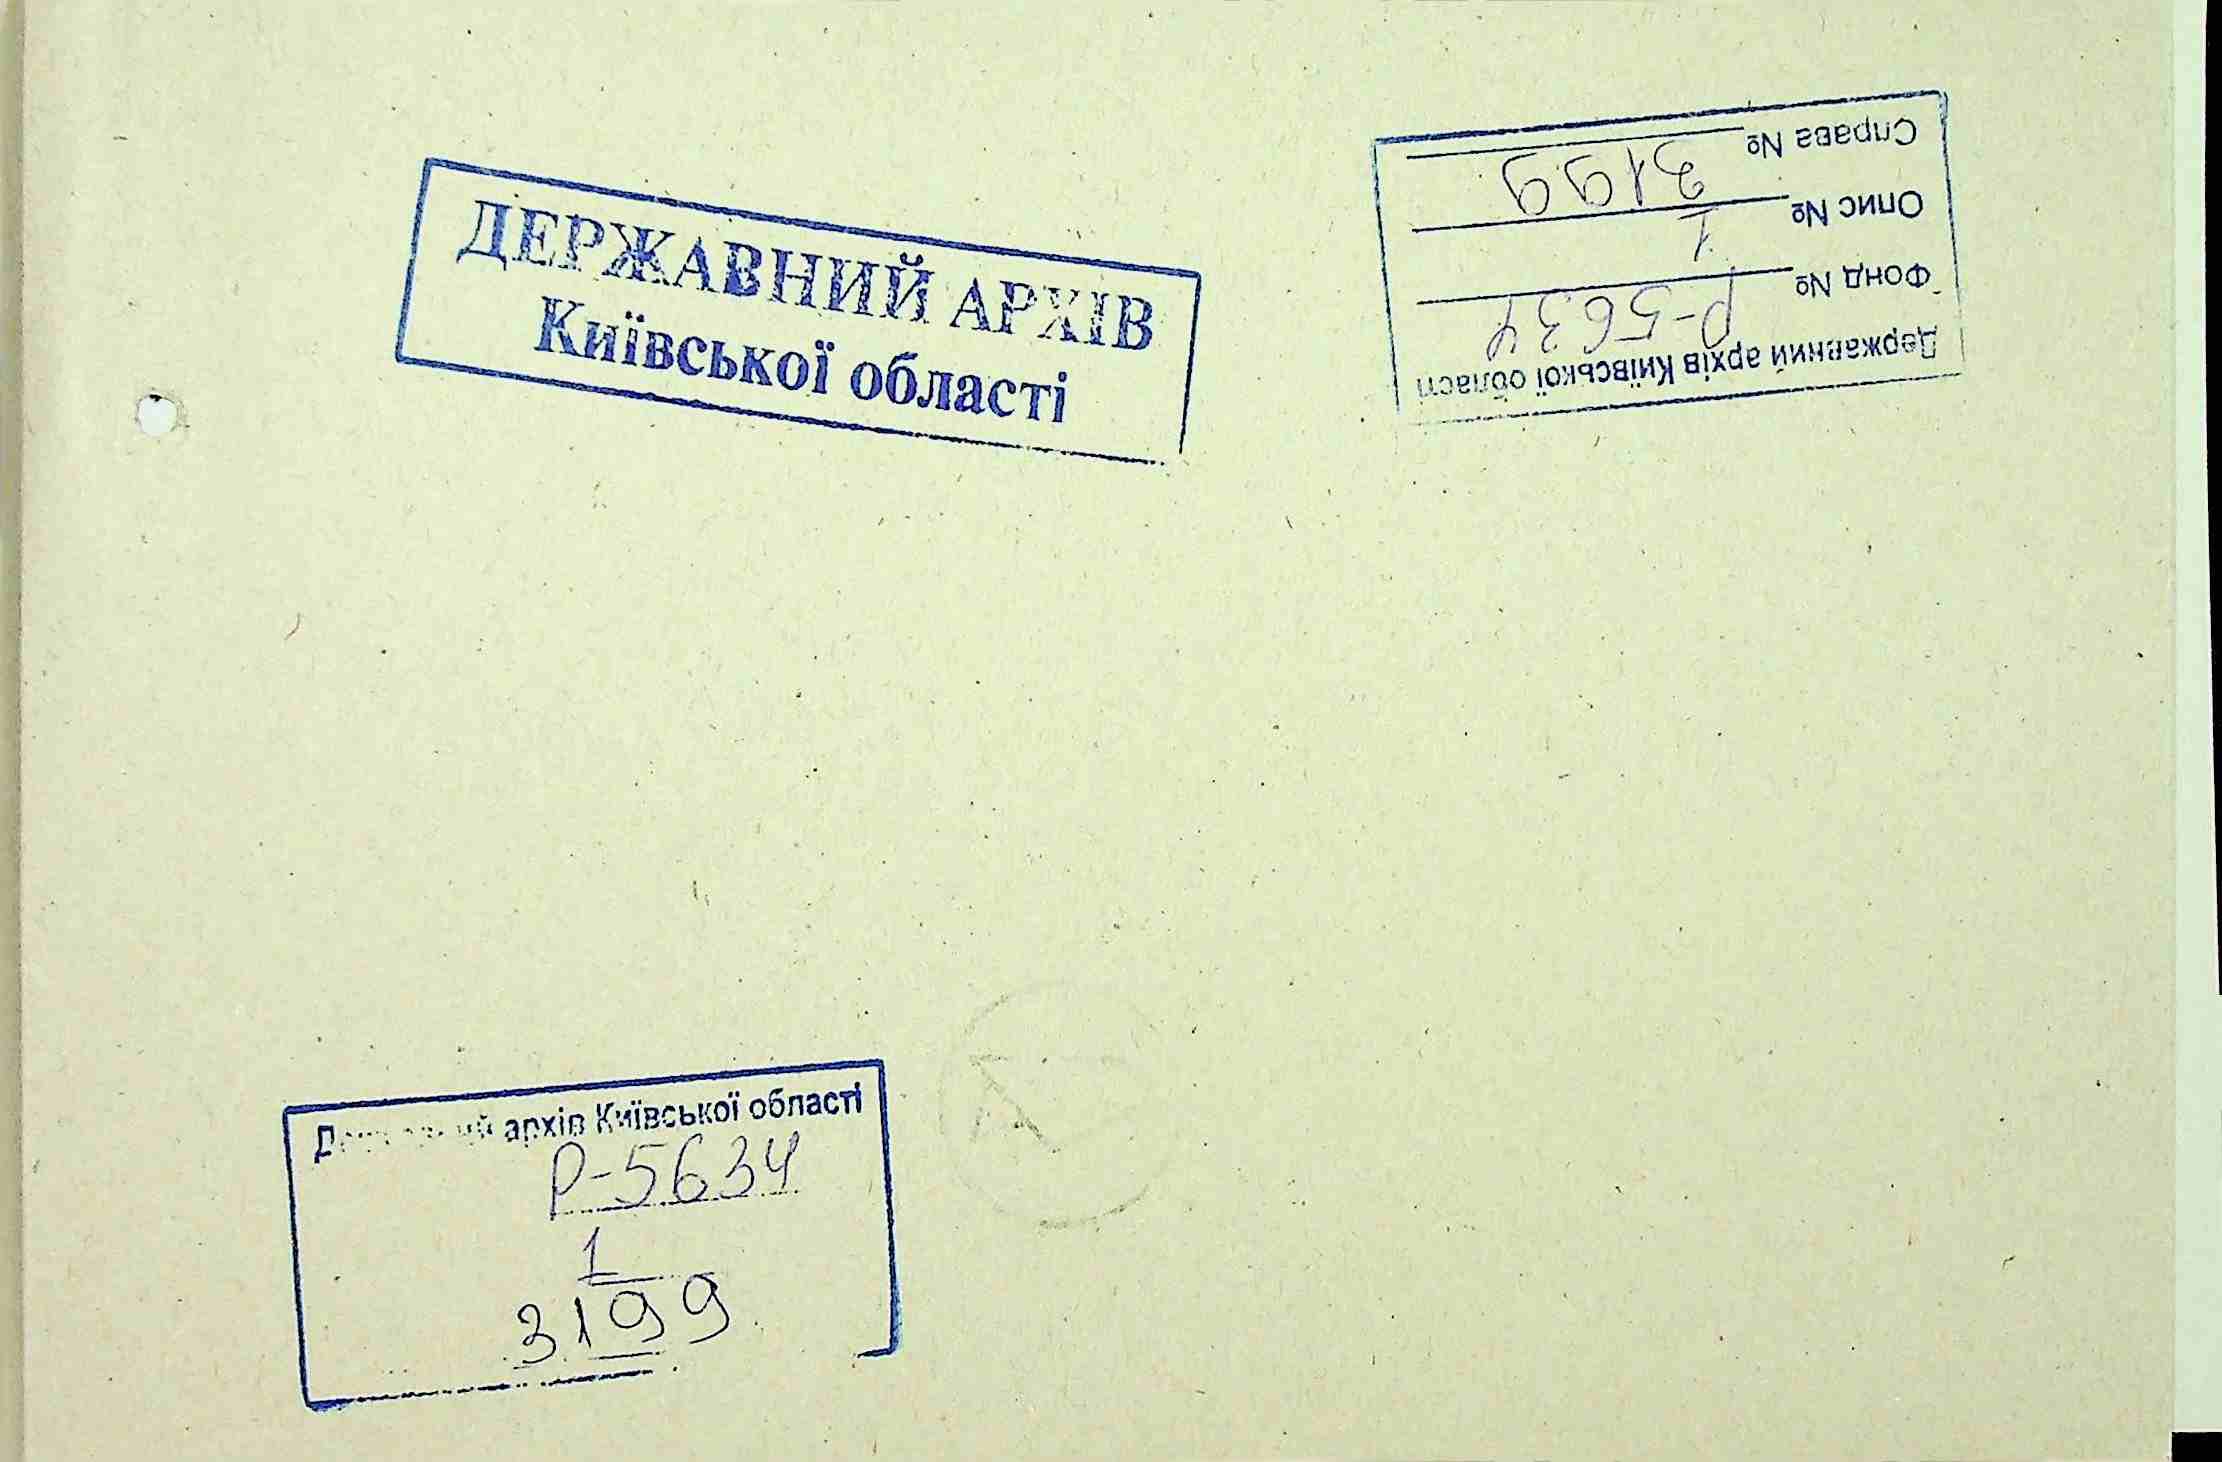 ДЕРЖАВНИЙ АРХІВ
Київської області
Державний архів Київської області
Фонд № Р-5634
Опис № 1
Справа № 3199
архів Київської області
Р-5634
1
3199